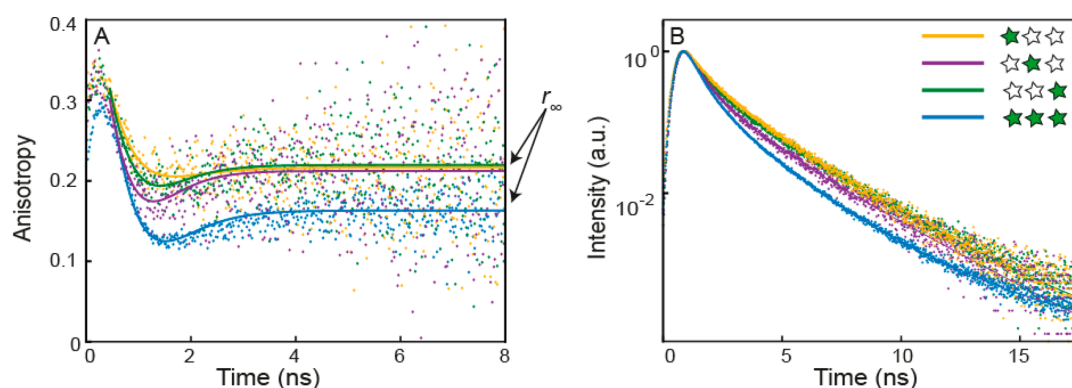 A
0.4
0.3
0.2
0.1
0
0
2
4
6
8
Anisotropy
Time (ns)
r∞
B
10⁰
10⁻²
0
5
10
15
Intensity (a.u.)
Time (ns)